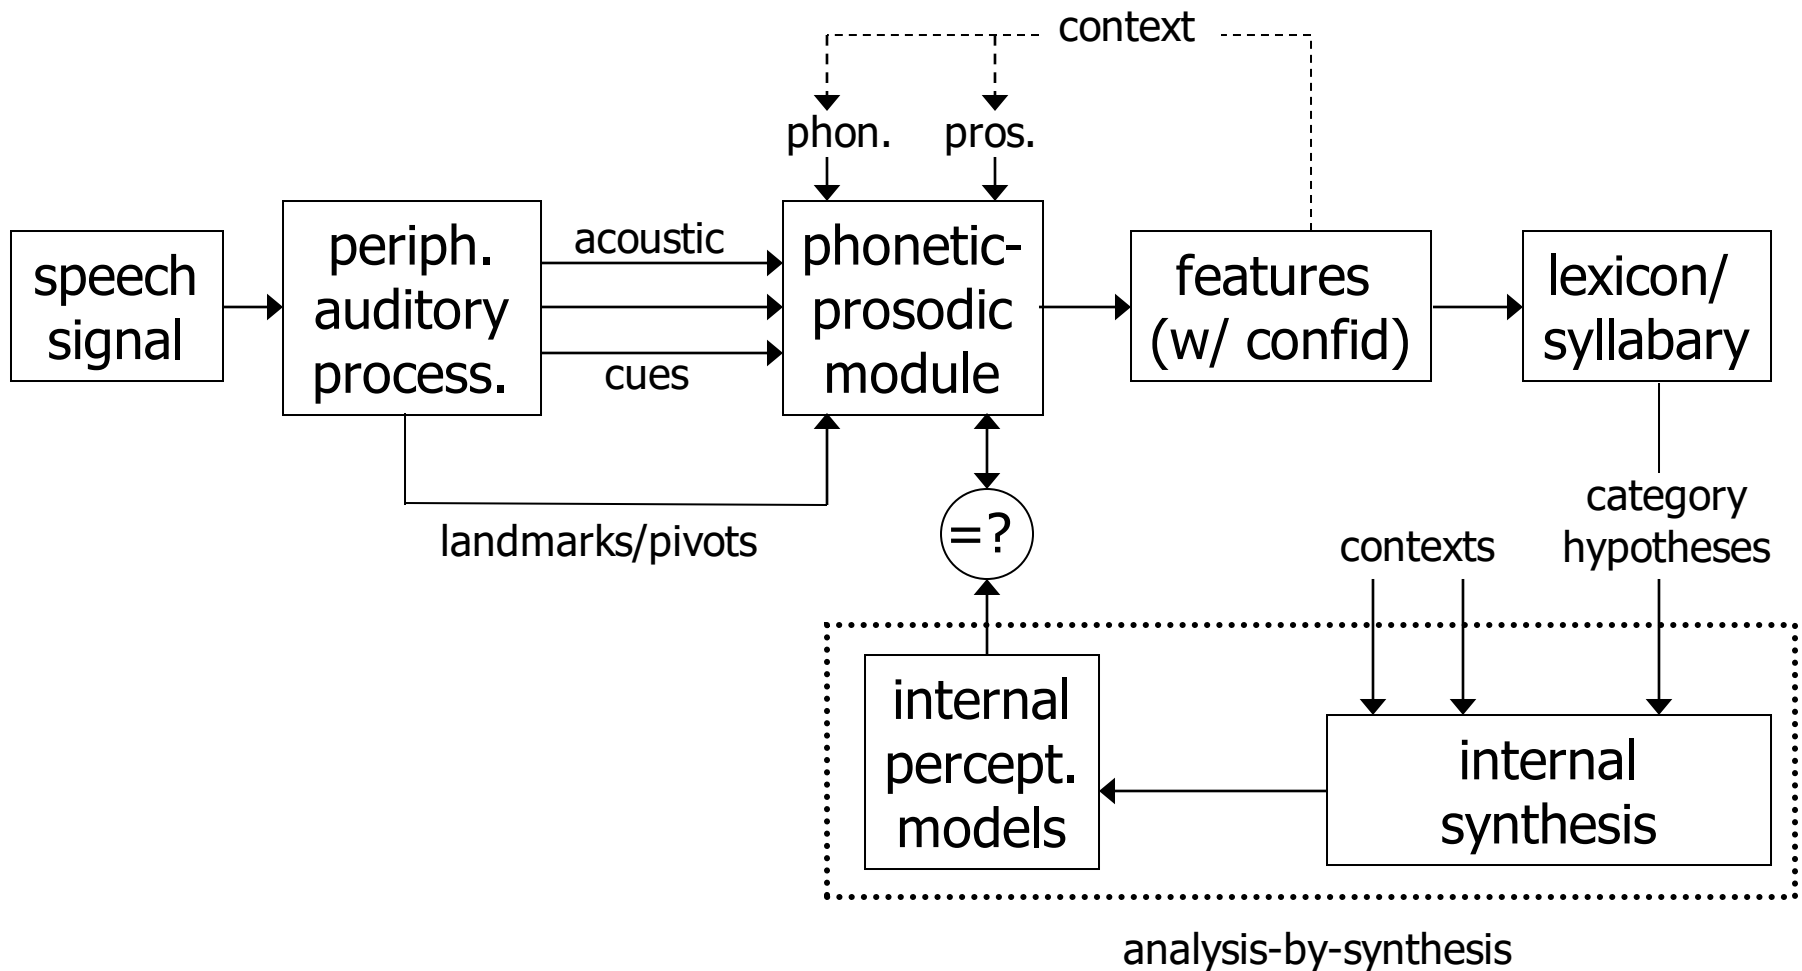 context
phon.
pros.
speech
signal
periph.
auditory
process.
acoustic
cues
phonetic-
prosodic
module
features
(w/ confid)
lexicon/
syllabary
landmarks/pivots
=?
contexts
category
hypotheses
internal
percept.
models
internal
synthesis
analysis-by-synthesis